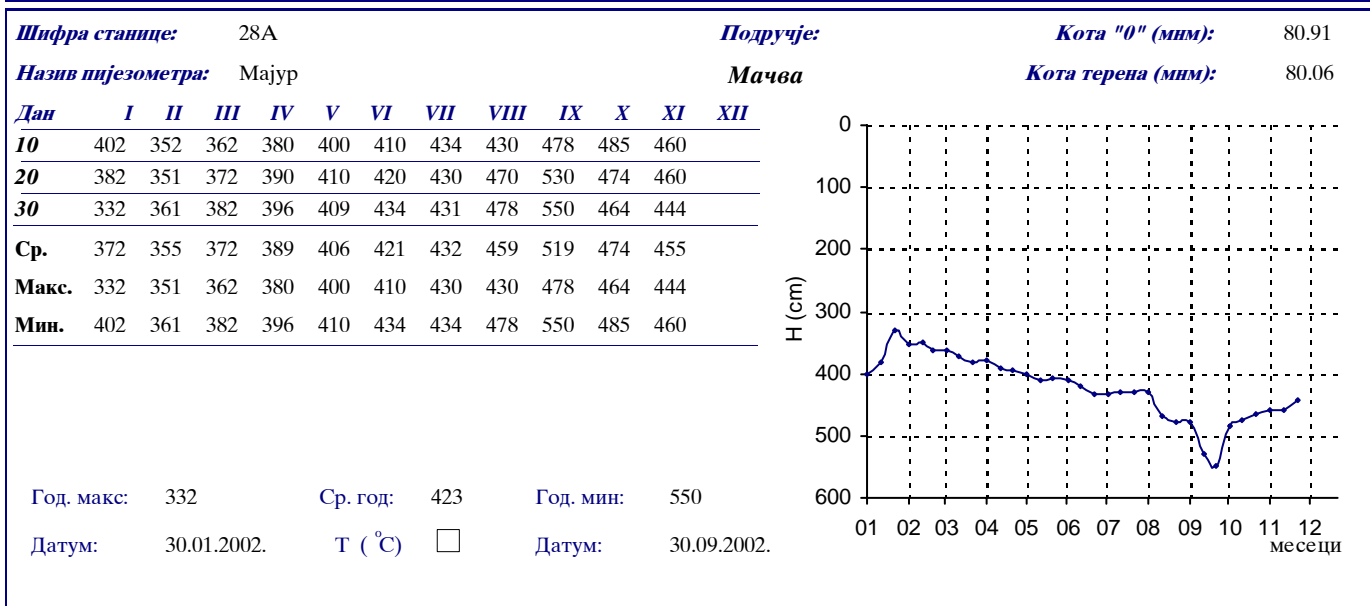 Шифра станице: 28А Подручје: Кота "0" (мнм): 80.91
Назив пијезометра: Мајур Мачва Кота терена (мнм): 80.06
Дан I II III IV V VI VII VIII IX X XI XII
10 402 352 362 380 400 410 434 430 478 485 460
20 382 351 372 390 410 420 430 470 530 474 460
30 332 361 382 396 409 434 431 478 550 464 444
Ср. 372 355 372 389 406 421 432 459 519 474 455
Макс. 332 351 362 380 400 410 430 430 478 464 444
Мин. 402 361 382 396 410 434 434 478 550 485 460
Год. макс: 332 Ср. год: 423 Год. мин: 550
Датум: 30.01.2002. T ( °C) Датум: 30.09.2002.
H (cm)
0
100
200
300
400
500
600
01 02 03 04 05 06 07 08 09 10 11 12
месеци